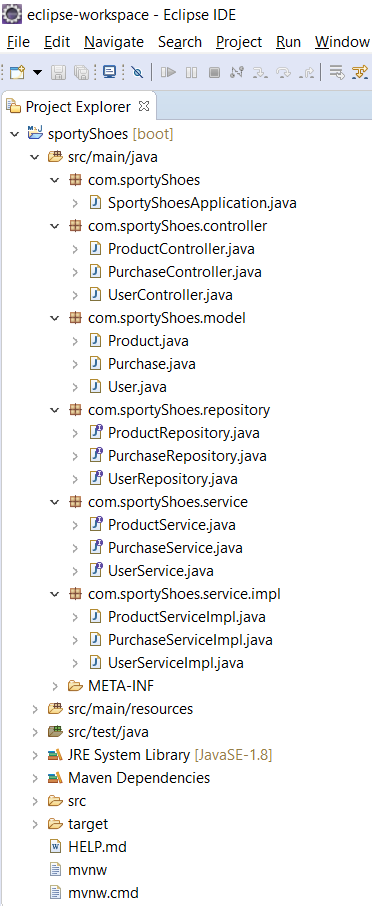 eclipse-workspace - Eclipse IDE
File Edit Navigate Search Project Run Window
Project Explorer
sportyShoes [boot]
src/main/java
com.sportyShoes
SportyShoesApplication.java
com.sportyShoes.controller
ProductController.java
PurchaseController.java
UserController.java
com.sportyShoes.model
Product.java
Purchase.java
User.java
com.sportyShoes.repository
ProductRepository.java
PurchaseRepository.java
UserRepository.java
com.sportyShoes.service
ProductService.java
PurchaseService.java
UserService.java
com.sportyShoes.service.impl
ProductServiceImpl.java
PurchaseServiceImpl.java
UserServiceImpl.java
META-INF
src/main/resources
src/test/java
JRE System Library [JavaSE-1.8]
Maven Dependencies
src
target
HELP.md
mvnw
mvnw.cmd